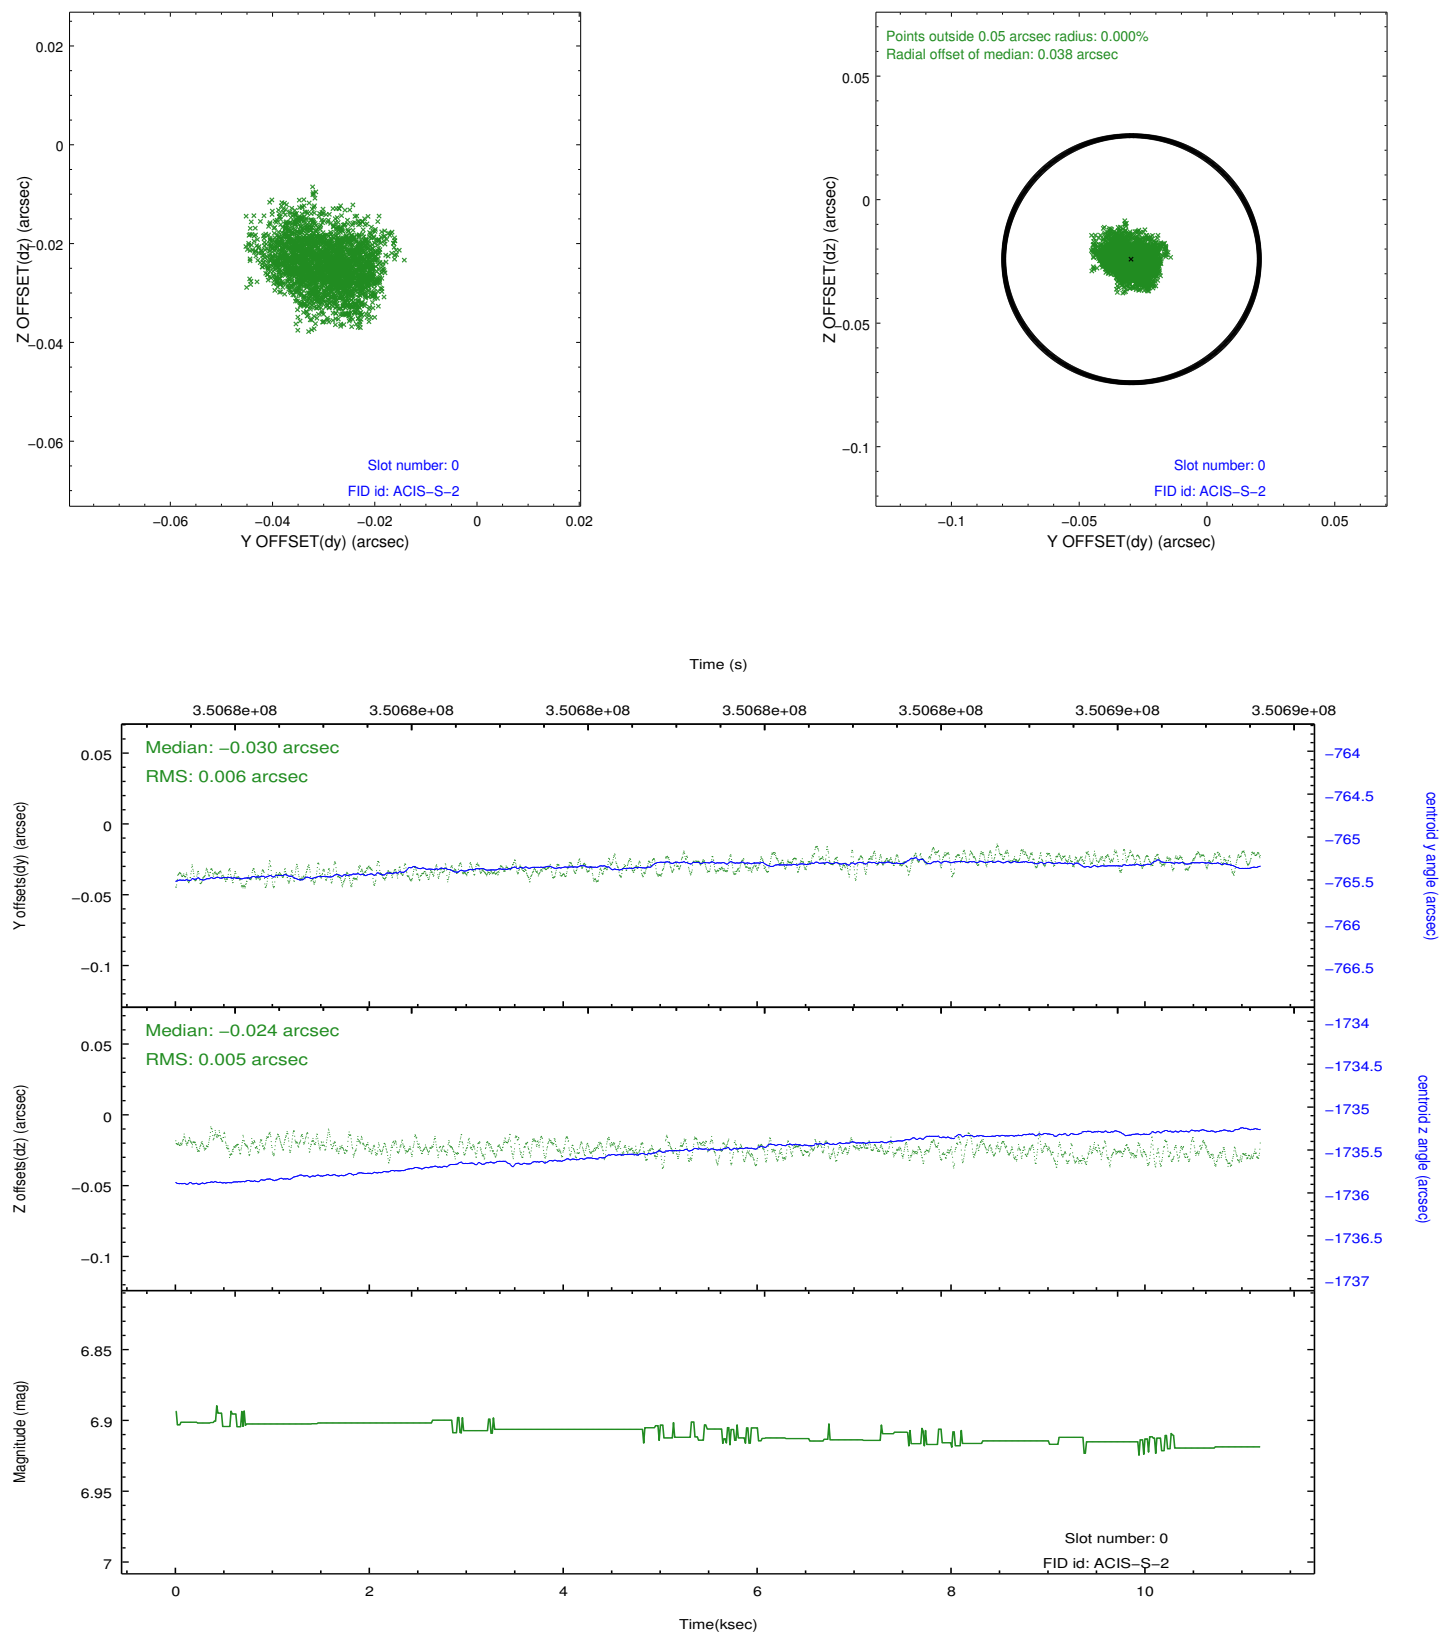 0.02
0
−0.02
−0.04
−0.06
Z OFFSET(dz) (arcsec)
Slot number: 0
FID id: ACIS−S−2
−0.06
−0.04
−0.02
0
0.02
Y OFFSET(dy) (arcsec)
Points outside 0.05 arcsec radius: 0.000%
Radial offset of median: 0.038 arcsec
0.05
0
−0.05
−0.1
Z OFFSET(dz) (arcsec)
Slot number: 0
FID id: ACIS−S−2
−0.1
−0.05
0
0.05
Y OFFSET(dy) (arcsec)
Time (s)
3.5068e+08
3.5068e+08
3.5068e+08
3.5068e+08
3.5068e+08
3.5069e+08
3.5069e+08
Median: −0.030 arcsec
RMS: 0.006 arcsec
0.05
0
−0.05
−0.1
Y offsets(dy) (arcsec)
−764
−764.5
−765
−765.5
−766
−766.5
centroid y angle (arcsec)
Median: −0.024 arcsec
RMS: 0.005 arcsec
0.05
0
−0.05
−0.1
Z offsets(dz) (arcsec)
−1734
−1734.5
−1735
−1735.5
−1736
−1736.5
−1737
centroid z angle (arcsec)
6.85
6.9
6.95
7
Magnitude (mag)
Slot number: 0
FID id: ACIS−S−2
0
2
4
6
8
10
Time(ksec)